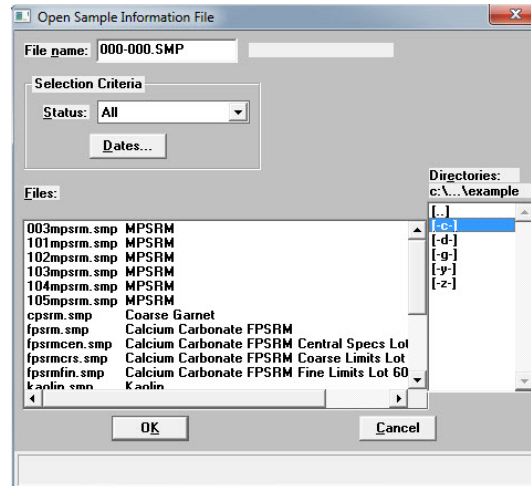 Open Sample Information File
File name: 000-000.SMP
Selection Criteria
Status: All
Dates...
Directories:
c:\...\example
Files:
[..]
[-c-]
[-d-]
[-g-]
[-y-]
[-z-]
003mpsrm.smp MPSRM
101mpsrm.smp MPSRM
102mpsrm.smp MPSRM
103mpsrm.smp MPSRM
104mpsrm.smp MPSRM
105mpsrm.smp MPSRM
cpsrm.smp Coarse Garnet
fpsrm.smp Calcium Carbonate FPSRM
fpsrmcen.smp Calcium Carbonate FPSRM Central Specs Lot
fpsrmcrs.smp Calcium Carbonate FPSRM Coarse Limits Lot
fpsrmfin.smp Calcium Carbonate FPSRM Fine Limits Lot 60
kaolin.smp Kaolin
OK
Cancel